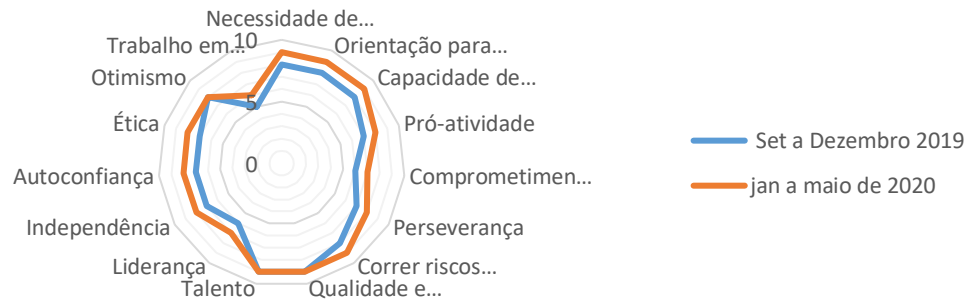 Necessidade de...
Orientação para...
Capacidade de...
Pró-atividade
Comprometimen...
Perseverança
Correr riscos...
Qualidade e...
Talento
Liderança
Independência
Autoconfiança
Ética
Otimismo
Trabalho em...
10
5
0
Set a Dezembro 2019
jan a maio de 2020